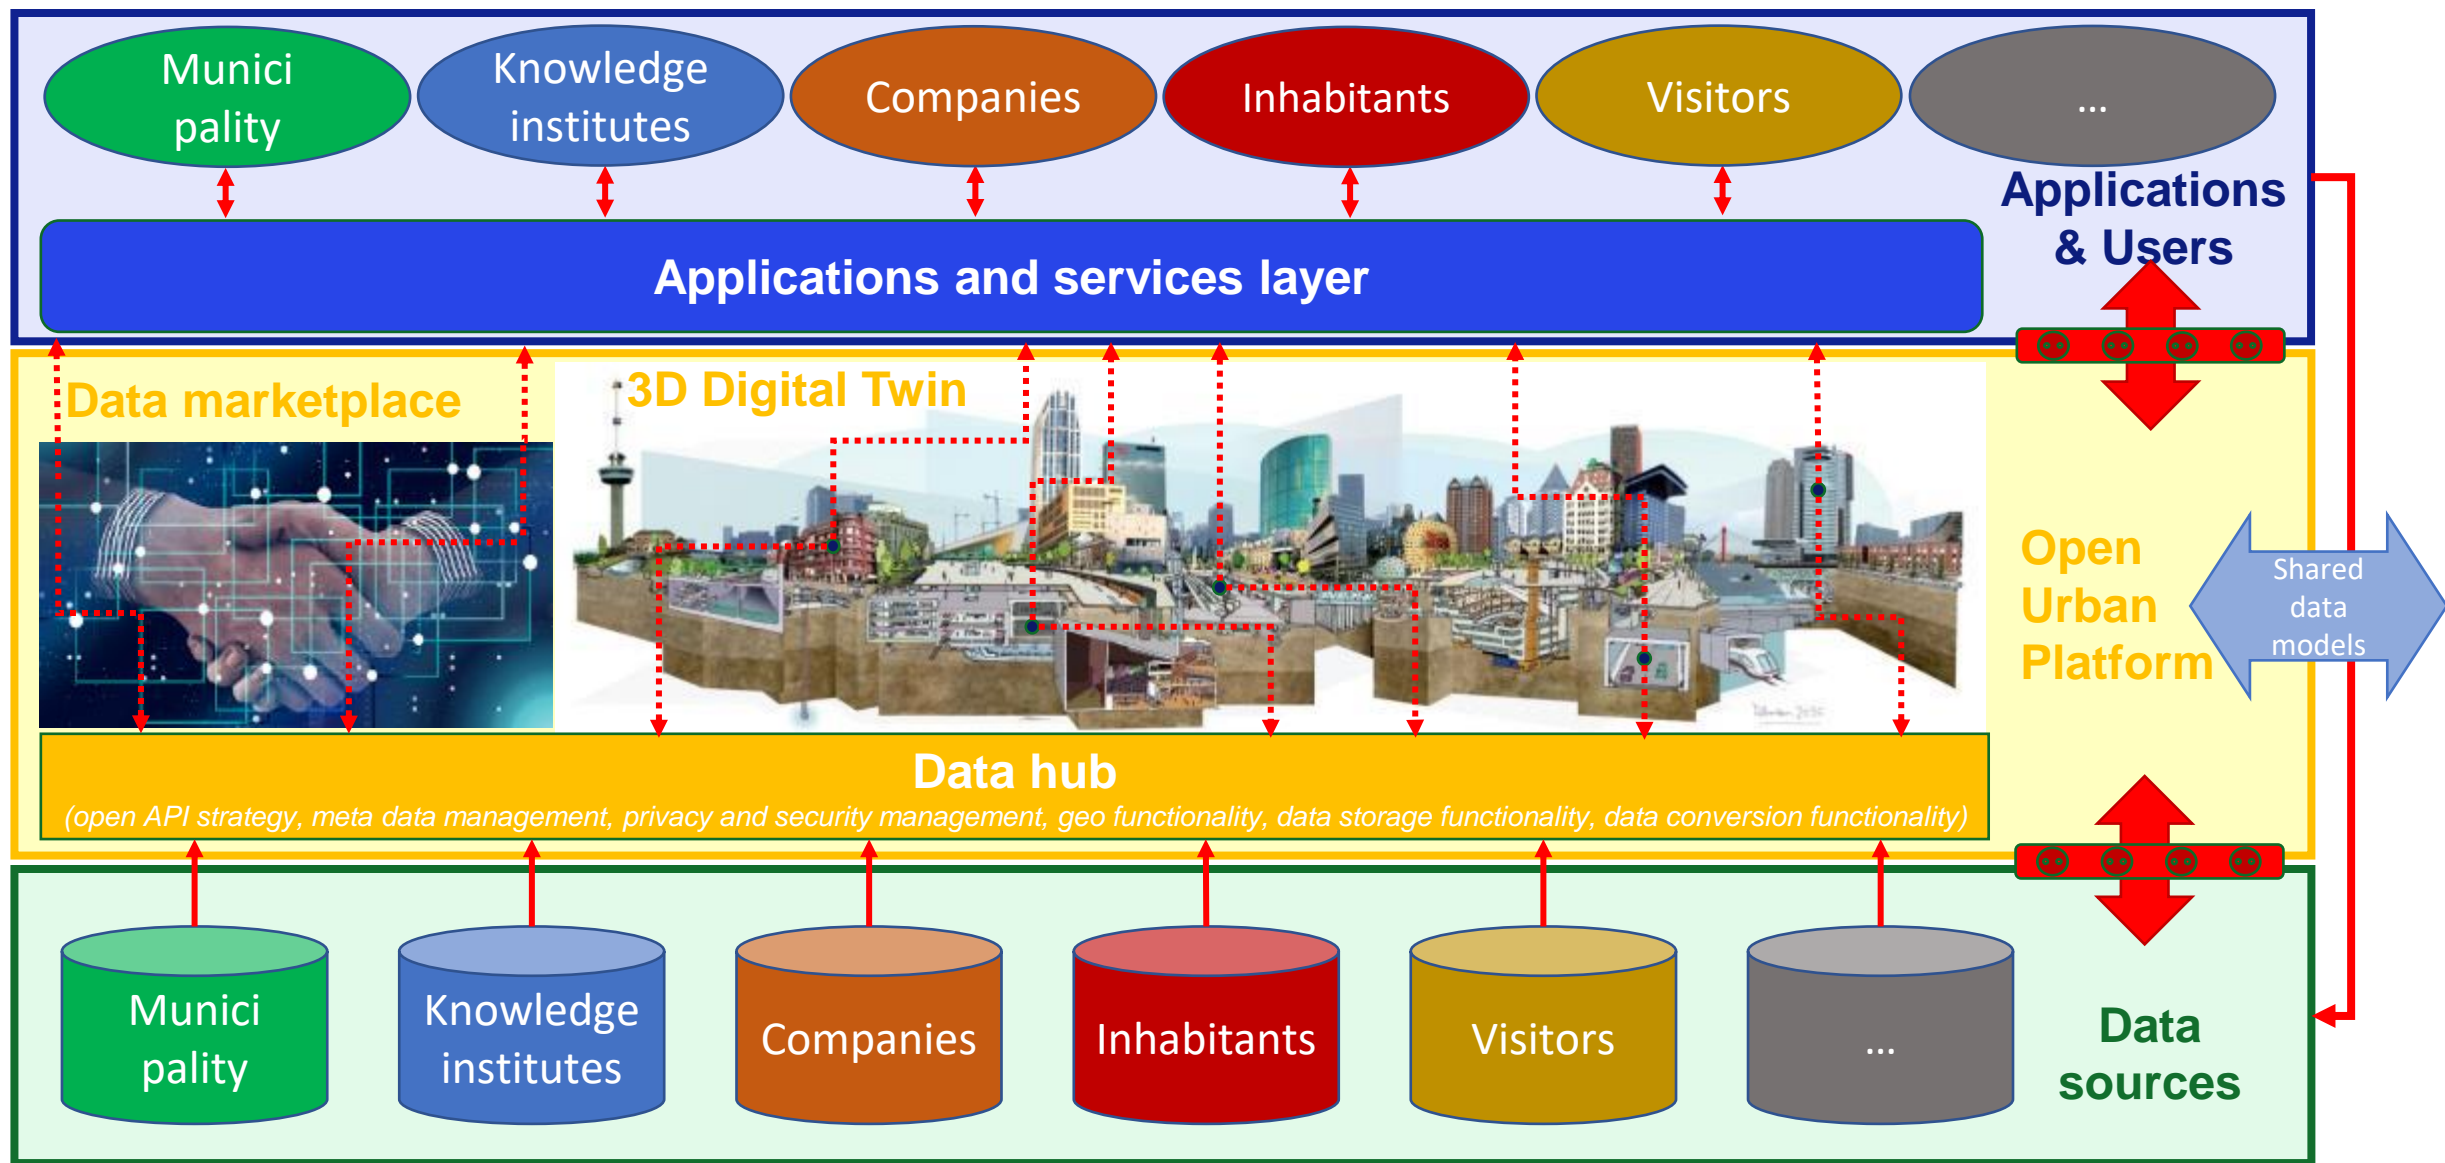 Munici
pality
Knowledge
institutes
Companies
Inhabitants
Visitors
...
Applications
& Users
Applications and services layer
Data marketplace
3D Digital Twin
Open
Urban
Platform
Shared
data
models
Data hub
(open API strategy, meta data management, privacy and security management, geo functionality, data storage functionality, data conversion functionality)
Munici
pality
Knowledge
institutes
Companies
Inhabitants
Visitors
...
Data
sources